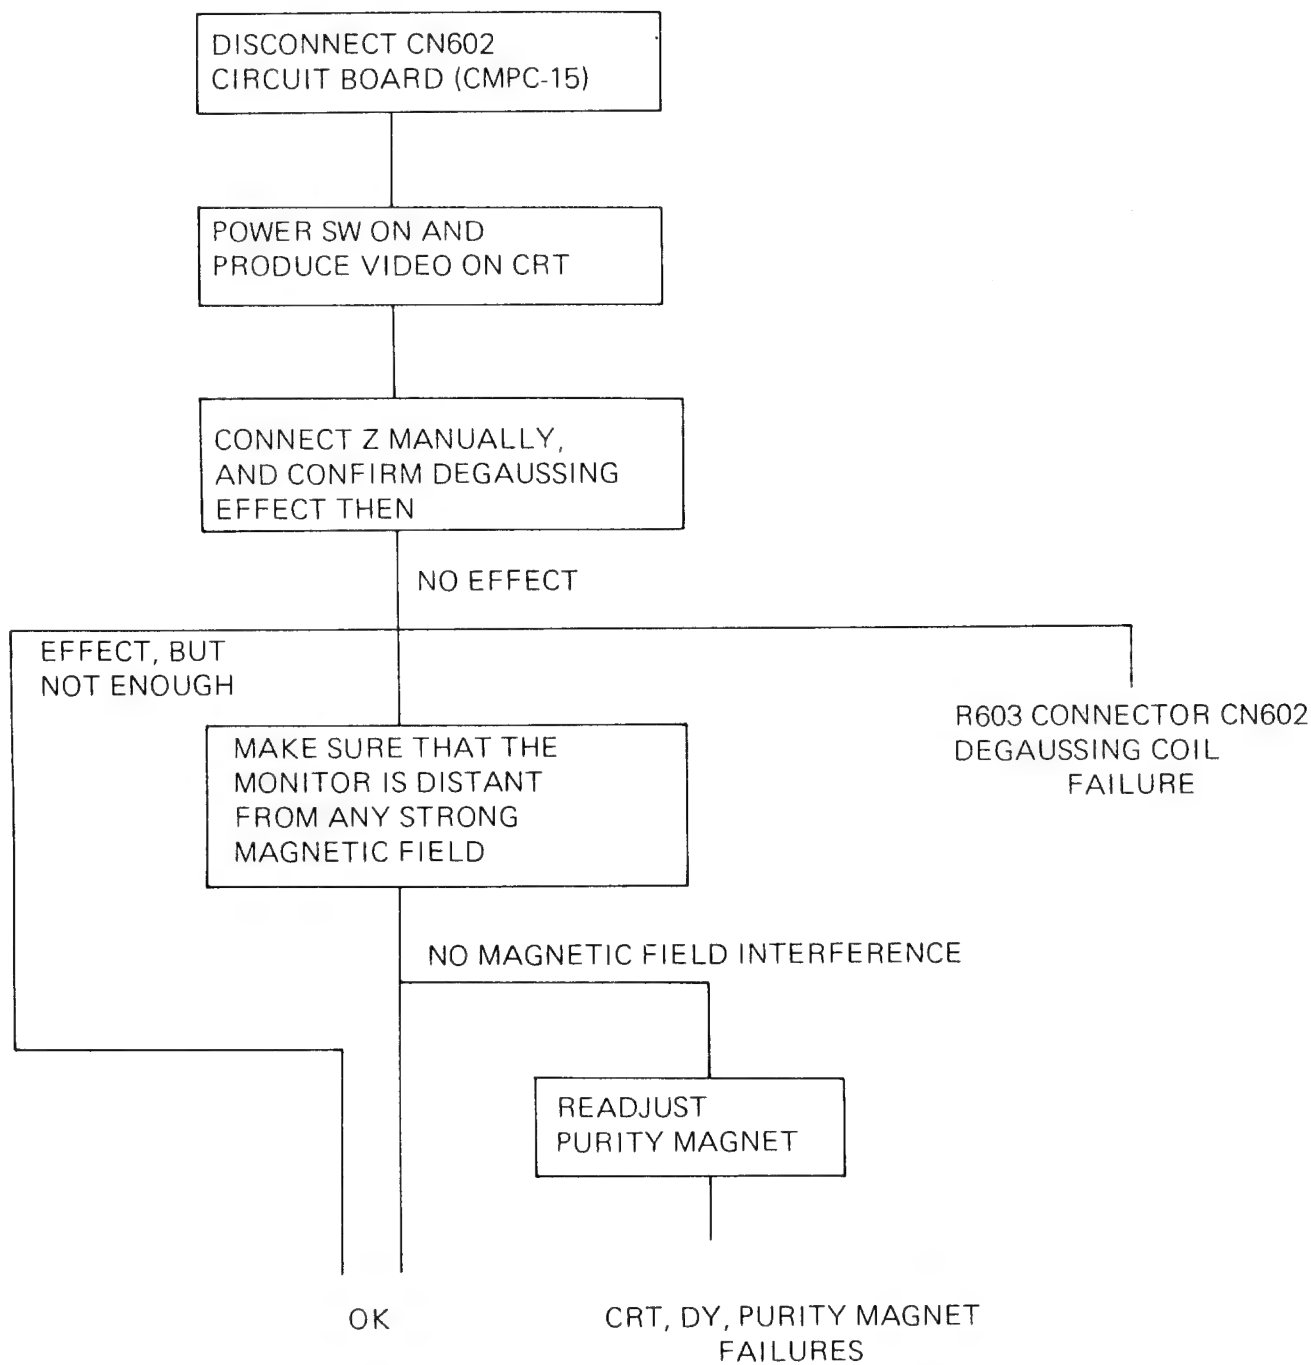 DISCONNECT CN602
CIRCUIT BOARD (CMPC-15)
POWER SW ON AND
PRODUCE VIDEO ON CRT
CONNECT Z MANUALLY,
AND CONFIRM DEGAUSSING
EFFECT THEN
NO EFFECT
EFFECT, BUT
NOT ENOUGH
R603 CONNECTOR CN602
DEGAUSSING COIL
FAILURE
MAKE SURE THAT THE
MONITOR IS DISTANT
FROM ANY STRONG
MAGNETIC FIELD
NO MAGNETIC FIELD INTERFERENCE
READJUST
PURITY MAGNET
OK
CRT, DY, PURITY MAGNET
FAILURES